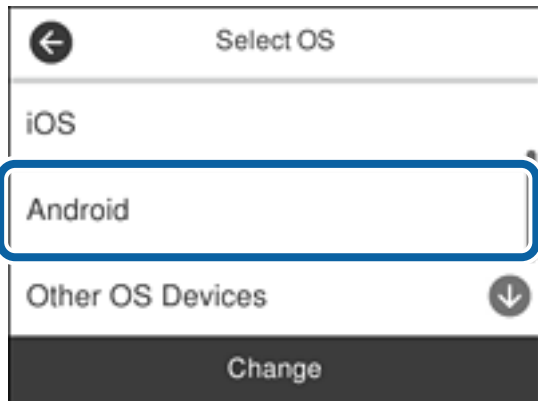 Select OS
iOS
Android
Other OS Devices
Change